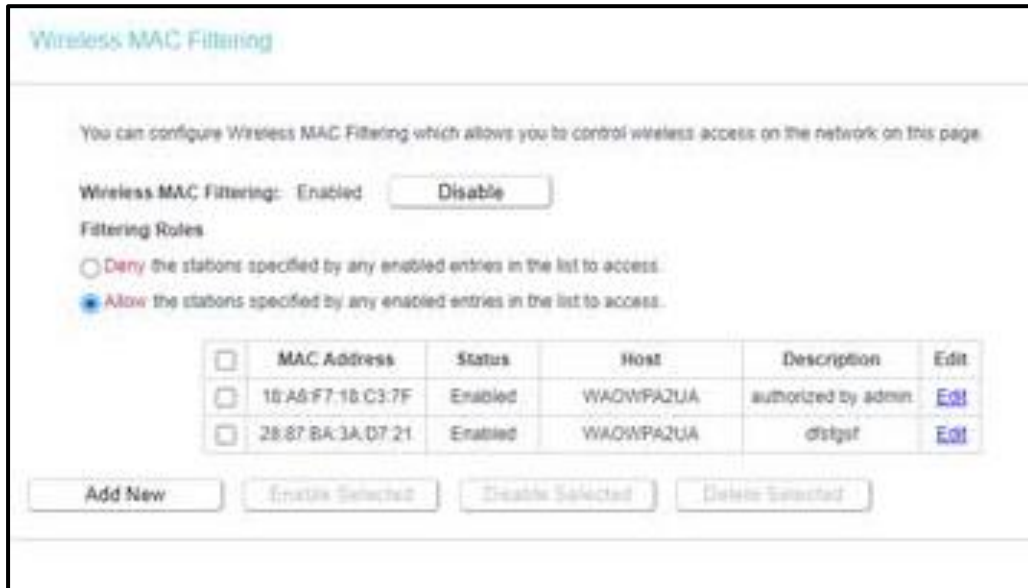 Wireless MAC Filtering
You can configure Wireless MAC Filtering which allows you to control wireless access on the network on this page.
Wireless MAC Filtering: Enabled Disable
Filtering Rules
Deny the stations specified by any enabled entries in the list to access.
Allow the stations specified by any enabled entries in the list to access.
MAC Address Status Host Description Edit
18:A6:F7:18:C3:7F Enabled WAOWPA2UA authorized by admin Edit
28:87:BA:3A:D7:21 Enabled WAOWPA2UA Edit
Add New Enable Selected Disable Selected Delete Selected